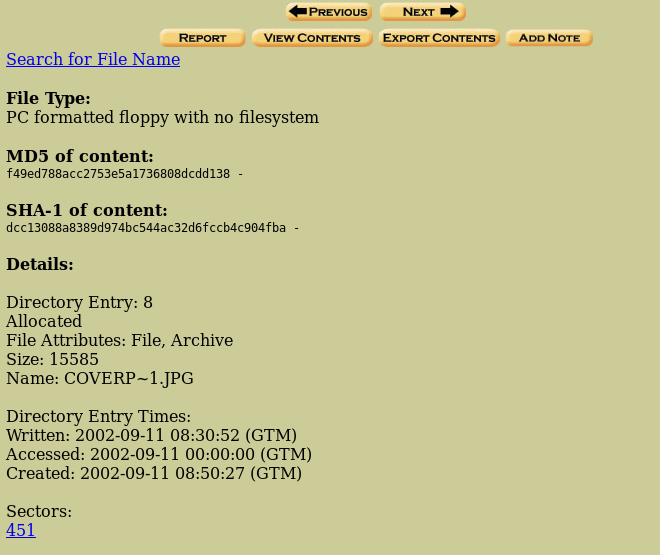 PREVIOUS NEXT
REPORT VIEW CONTENTS EXPORT CONTENTS ADD NOTE
Search for File Name
File Type:
PC formatted floppy with no filesystem
MD5 of content:
f49ed788acc2753e5a1736808dcdd138 -
SHA-1 of content:
dcc13088a8389d974bc544ac32d6fccb4c904fba -
Details:
Directory Entry: 8
Allocated
File Attributes: File, Archive
Size: 15585
Name: COVERP~1.JPG
Directory Entry Times:
Written: 2002-09-11 08:30:52 (GTM)
Accessed: 2002-09-11 00:00:00 (GTM)
Created: 2002-09-11 08:50:27 (GTM)
Sectors:
451